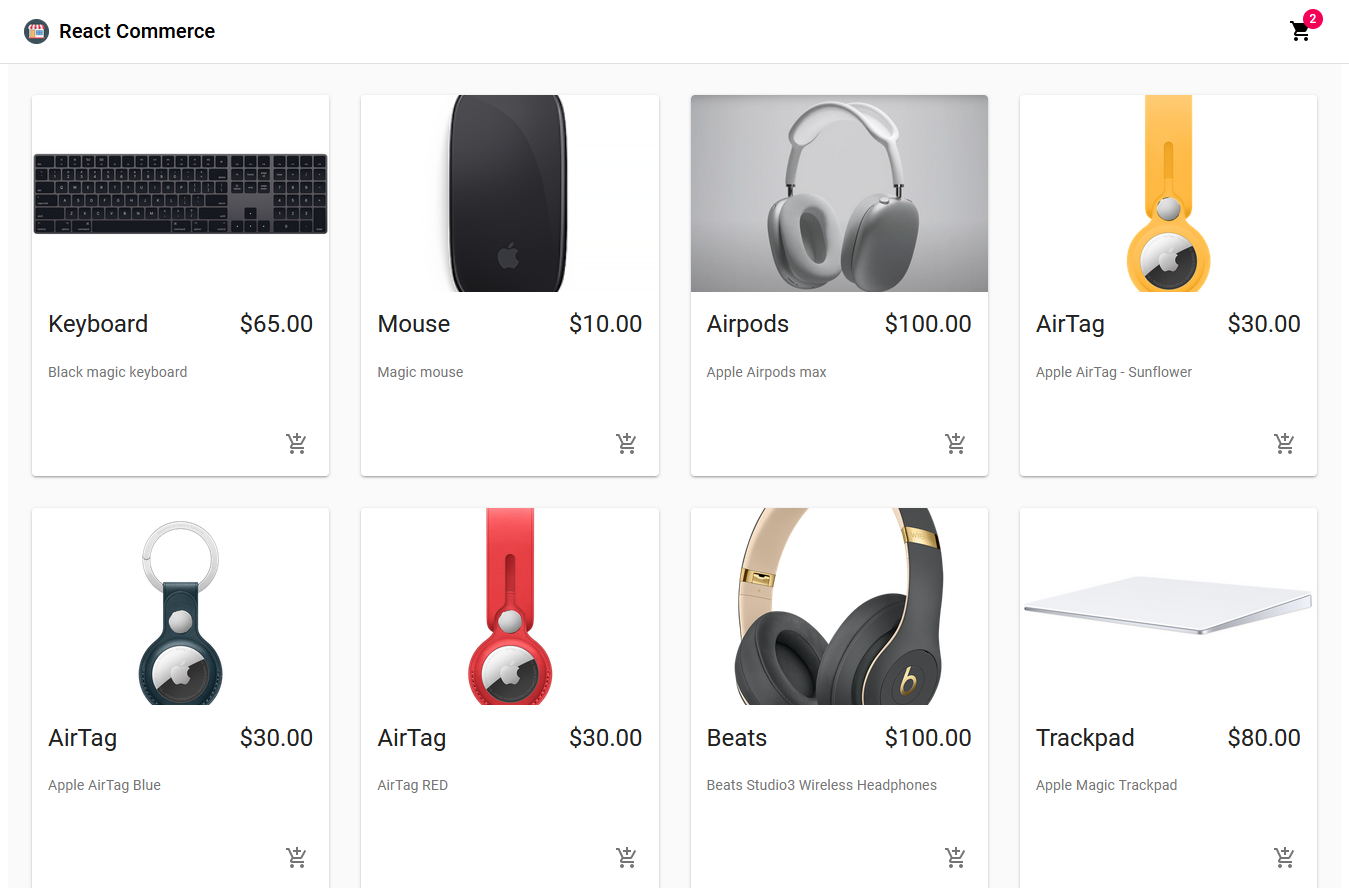 React Commerce
2
Keyboard $65.00
Black magic keyboard
Mouse $10.00
Magic mouse
Airpods $100.00
Apple Airpods max
AirTag $30.00
Apple AirTag - Sunflower
AirTag $30.00
Apple AirTag Blue
AirTag $30.00
AirTag RED
Beats $100.00
Beats Studio3 Wireless Headphones
Trackpad $80.00
Apple Magic Trackpad